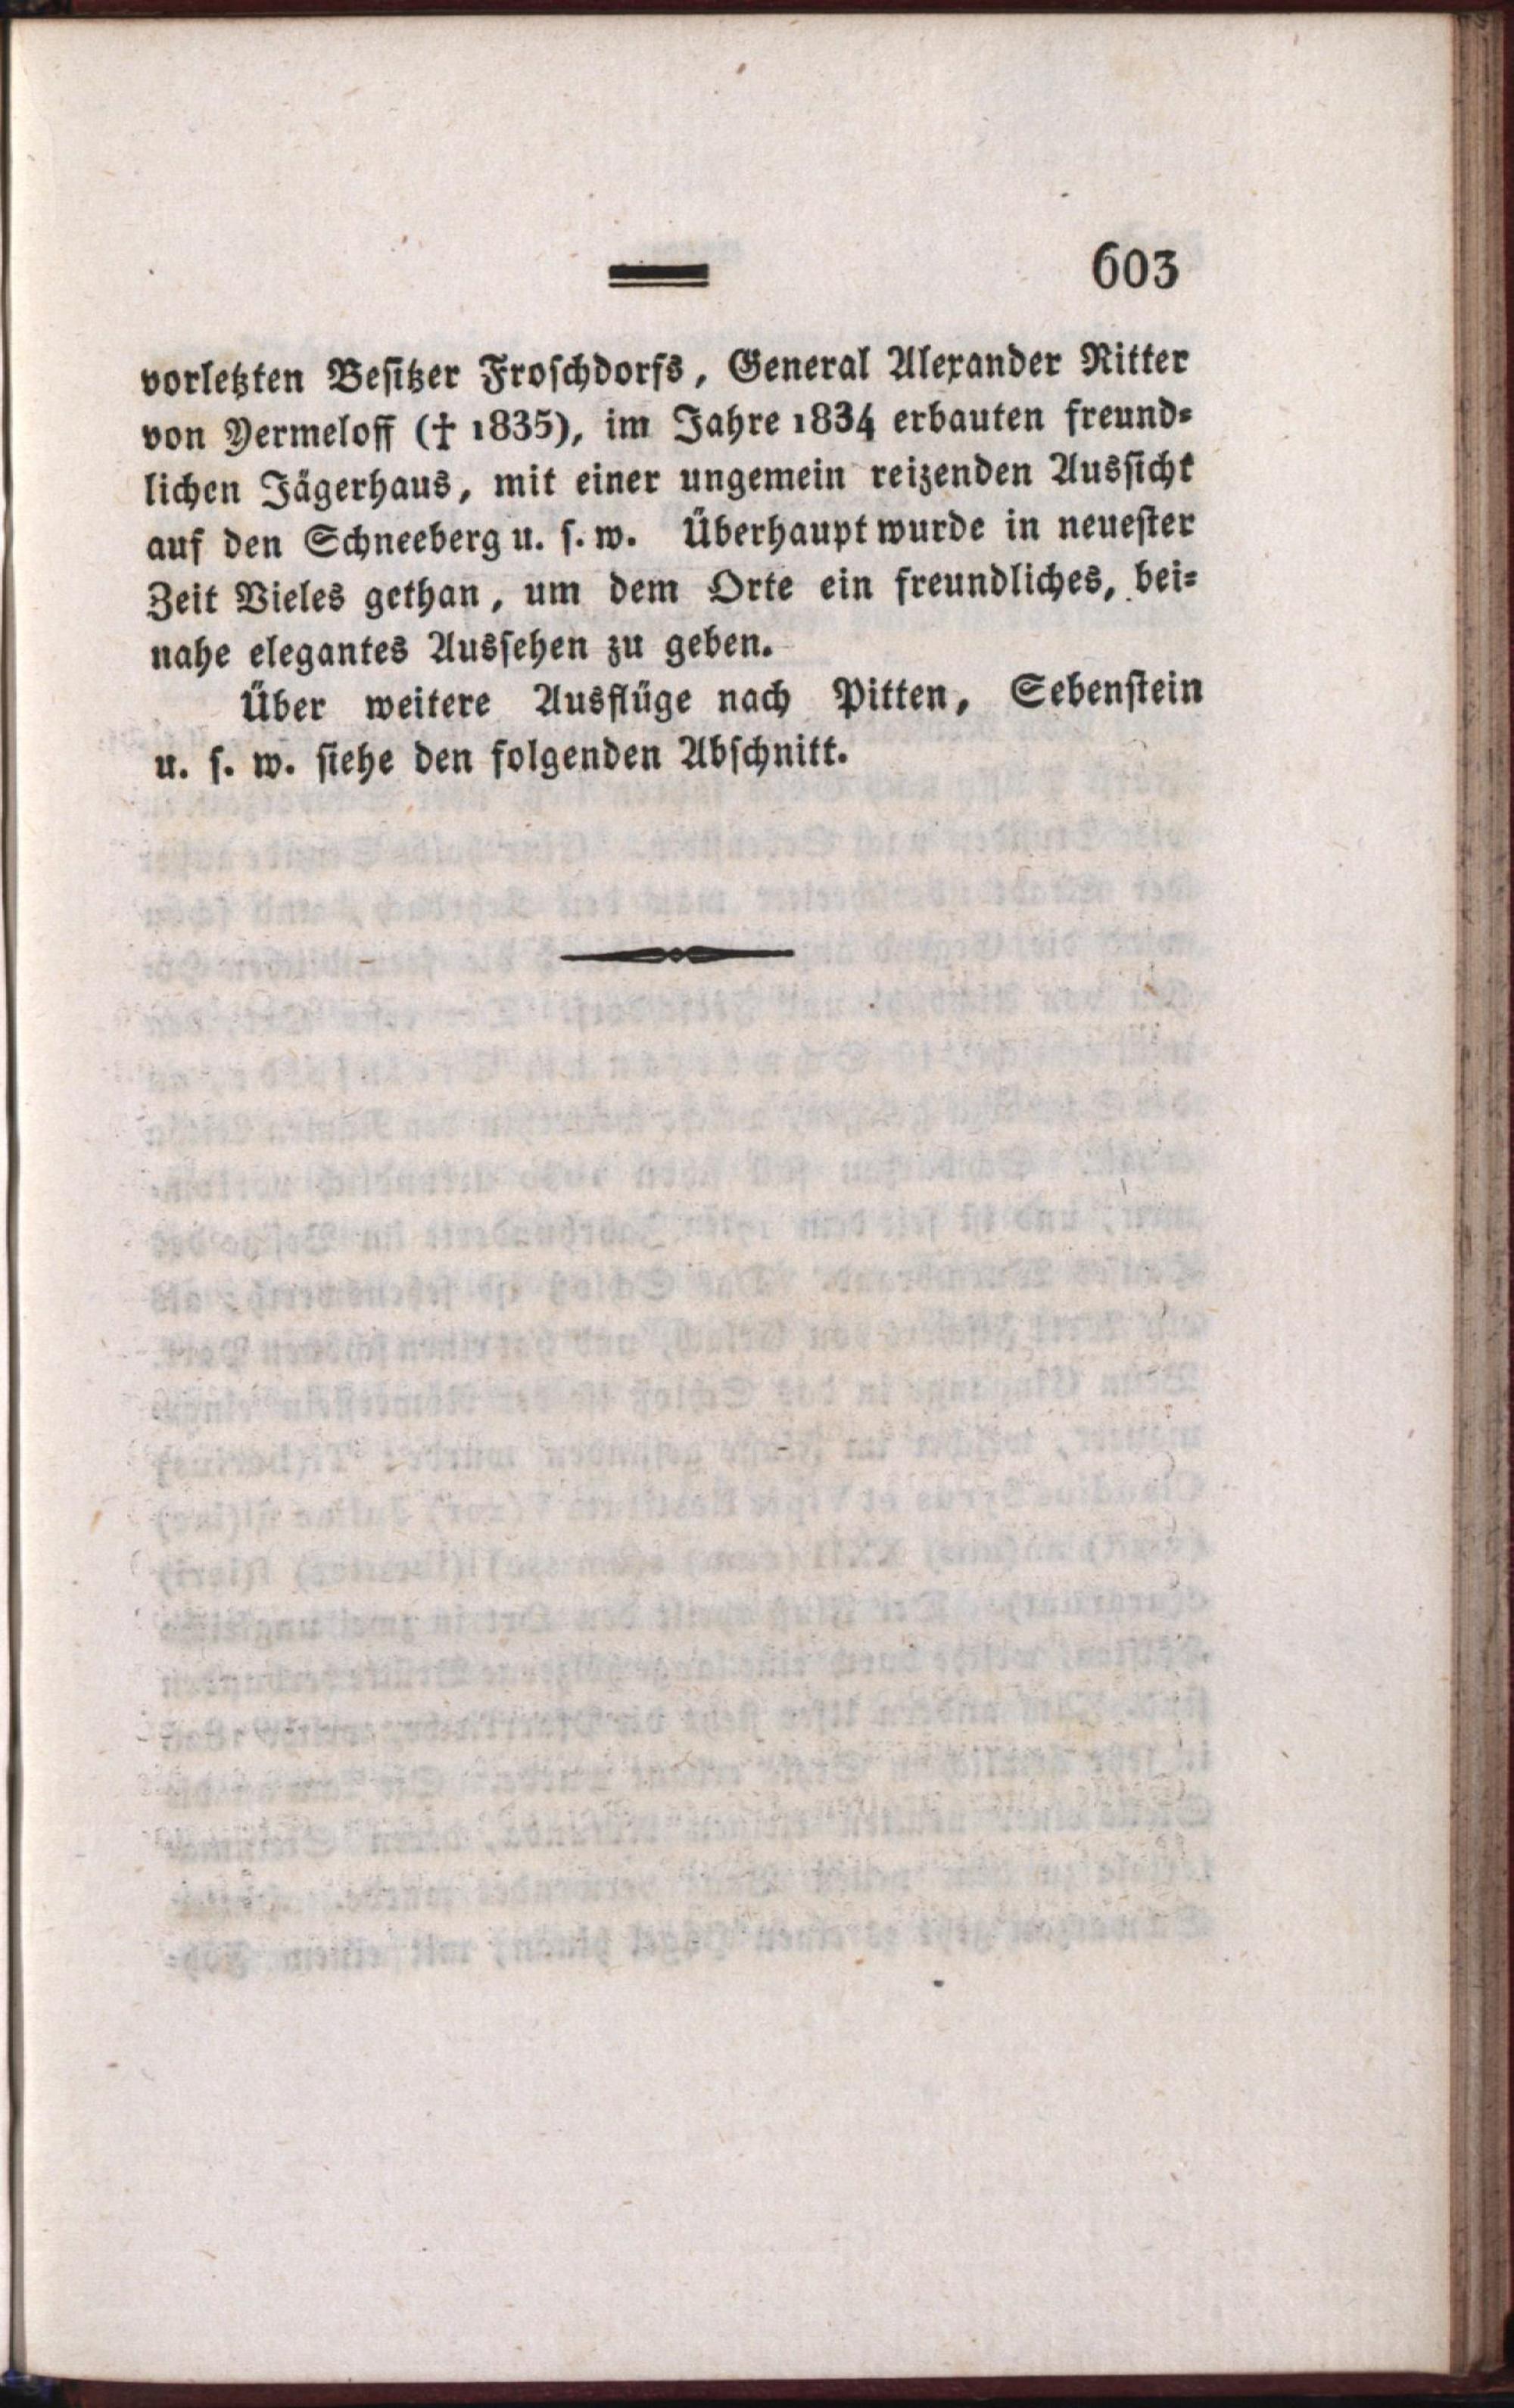 603
vorletzten Besitzer Froschdorfs, General Alexander Ritter
von Yermeloff († 1835), im Jahre 1834 erbauten freund-
lichen Jägerhaus, mit einer ungemein reizenden Aussicht
auf den Schneeberg u. s. w. Überhaupt wurde in neuester
Zeit Vieles gethan, um dem Orte ein freundliches, bei-
nahe elegantes Aussehen zu geben.
Über weitere Ausflüge nach Pitten, Sebenstein
u. s. w. siehe den folgenden Abschnitt.